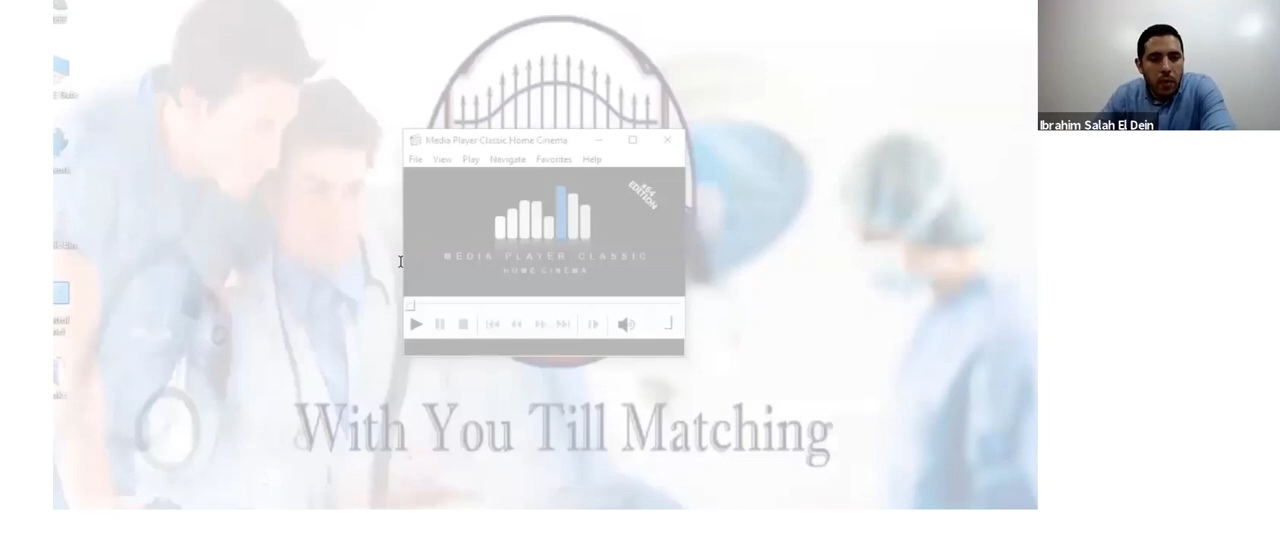 Ibrahim Salah El Dein
Media Player Classic Home Cinema
File View Play Navigate Favorites Help
x64
EDITION
MEDIA PLAYER CLASSIC
HOME CINEMA
With You Till Matching